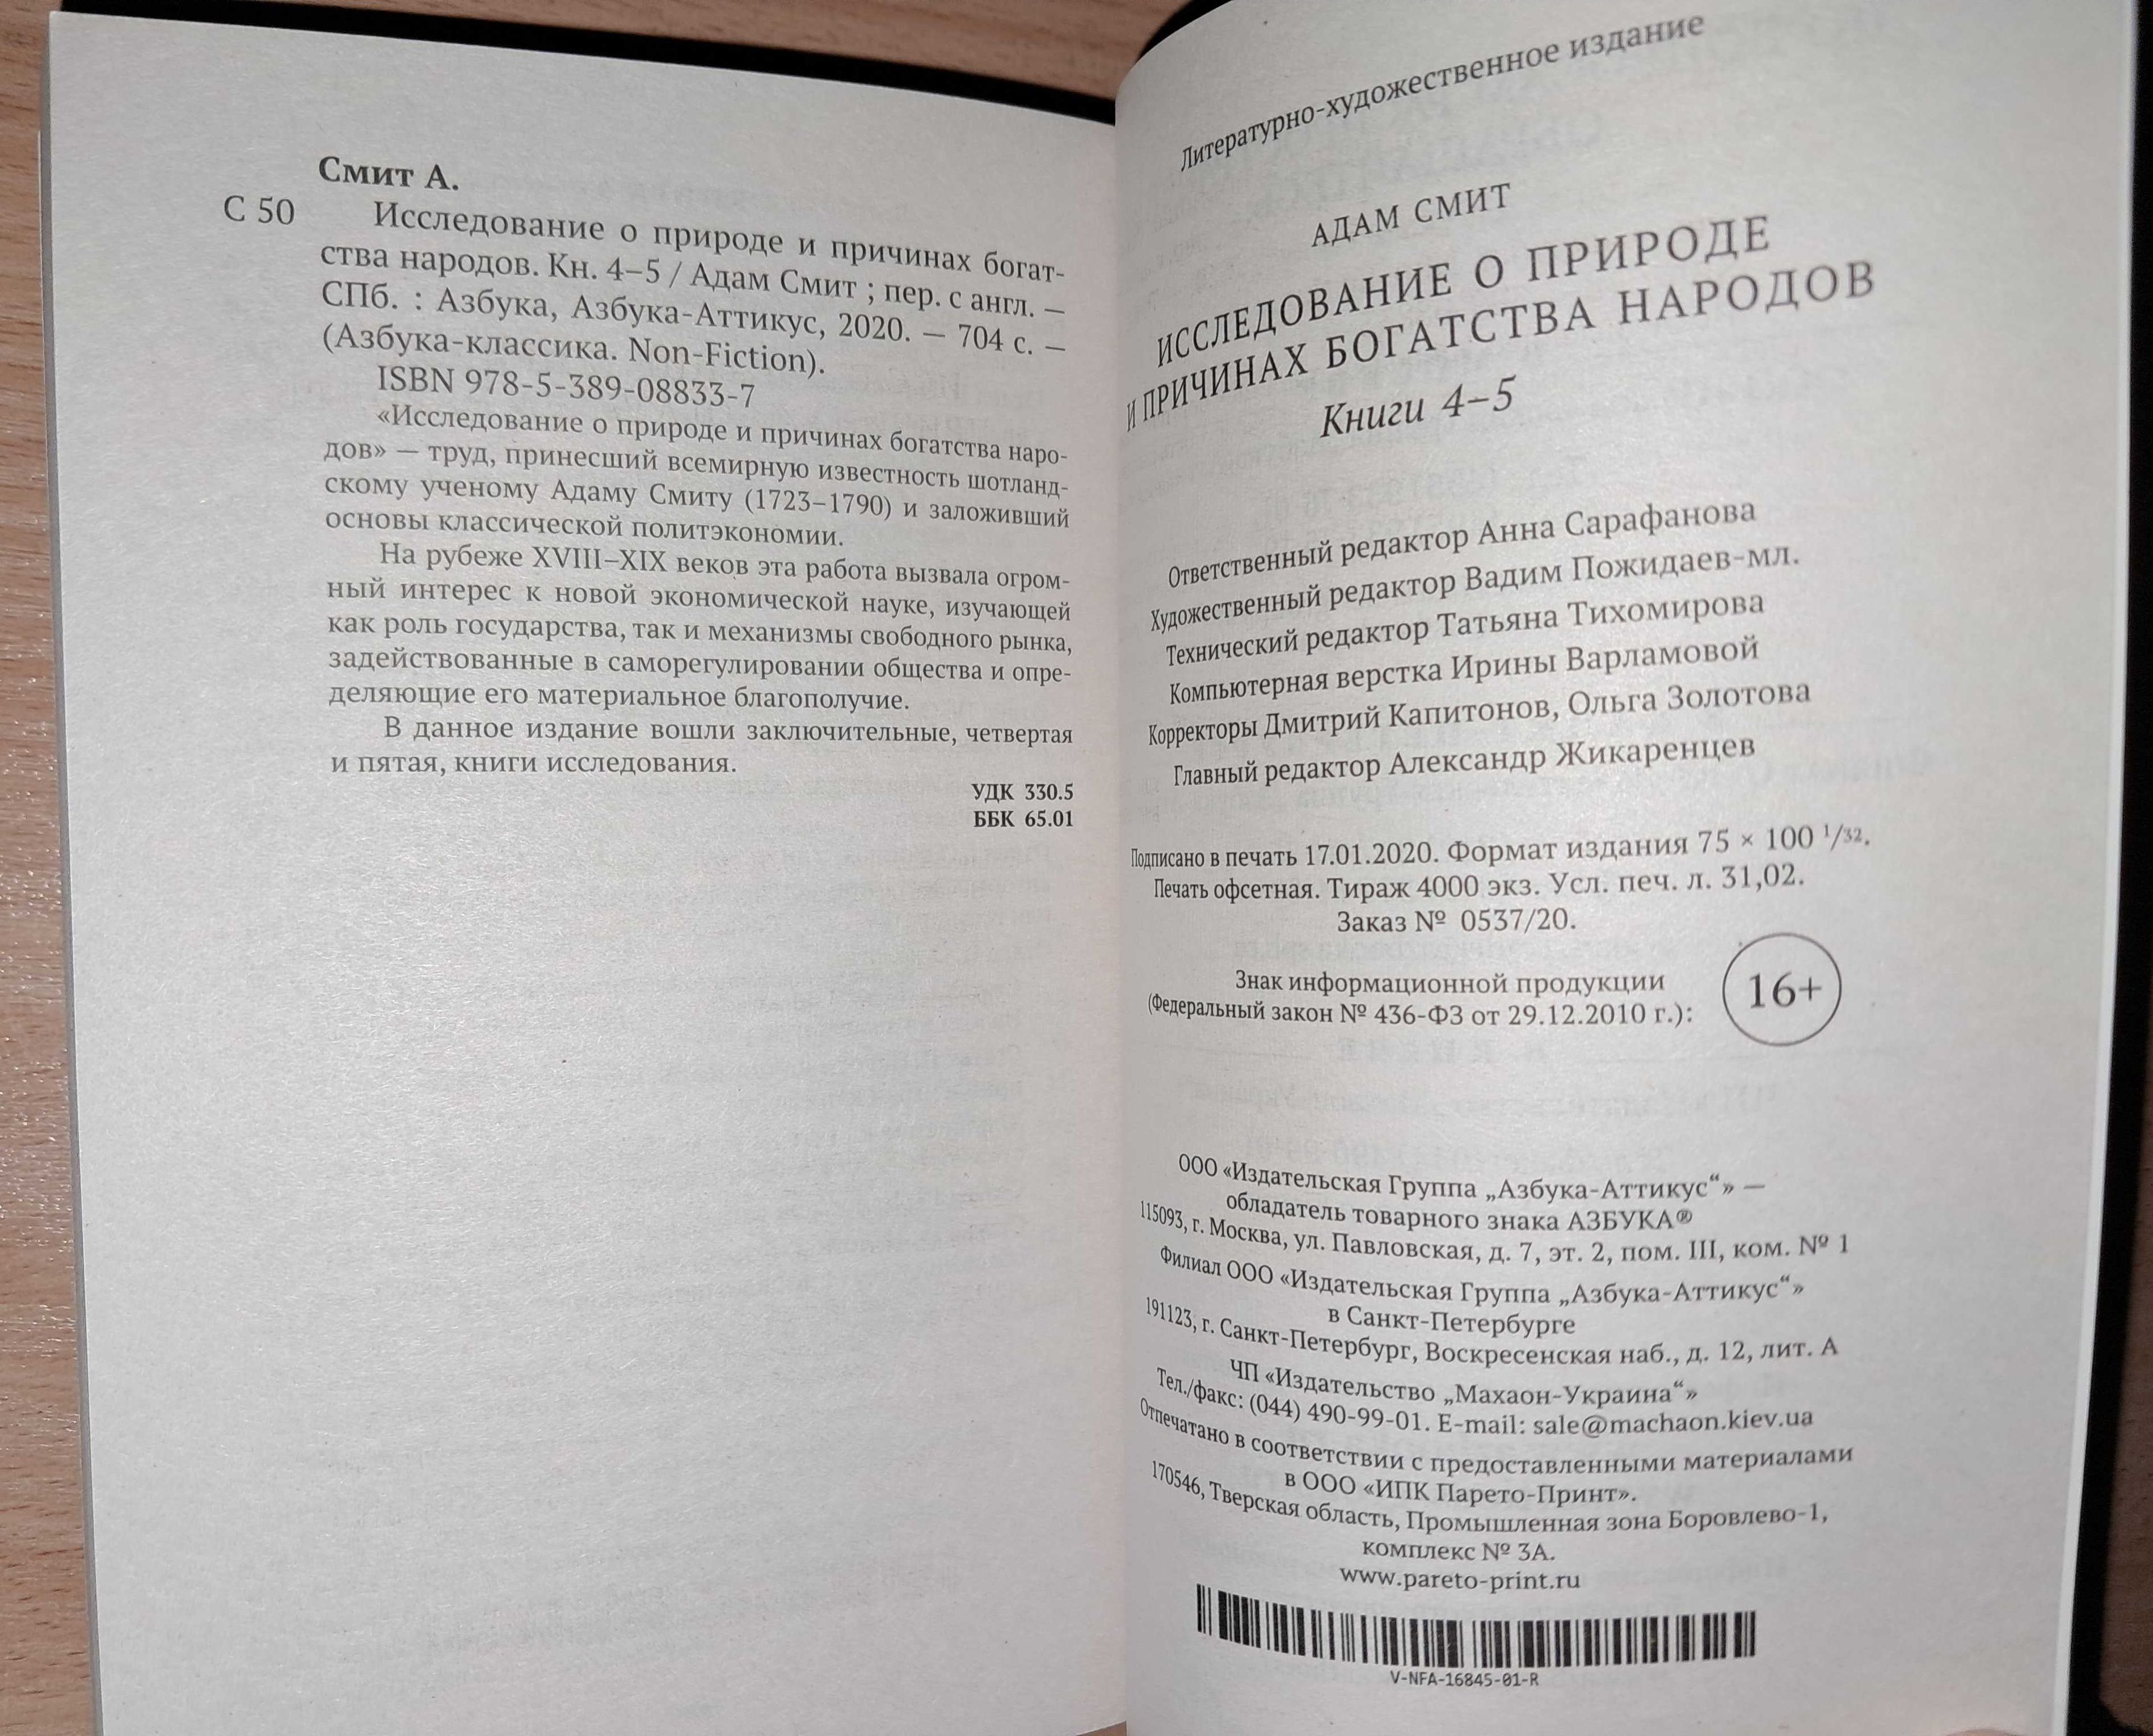 Смит А.
С 50 Исследование о природе и причинах богат-
ства народов. Кн. 4–5 / Адам Смит ; пер. с англ. —
СПб. : Азбука, Азбука-Аттикус, 2020. — 704 с. —
(Азбука-классика. Non-Fiction).
ISBN 978-5-389-08833-7
«Исследование о природе и причинах богатства наро-
дов» — труд, принесший всемирную известность шотланд-
скому ученому Адаму Смиту (1723–1790) и заложивший
основы классической политэкономии.
На рубеже XVIII–XIX веков эта работа вызвала огром-
ный интерес к новой экономической науке, изучающей
как роль государства, так и механизмы свободного рынка,
задействованные в саморегулировании общества и опре-
деляющие его материальное благополучие.
В данное издание вошли заключительные, четвертая
и пятая, книги исследования.
УДК 330.5
ББК 65.01
Литературно-художественное издание
АДАМ СМИТ
ИССЛЕДОВАНИЕ О ПРИРОДЕ
И ПРИЧИНАХ БОГАТСТВА НАРОДОВ
Книги 4–5
Ответственный редактор Анна Сарафанова
Художественный редактор Вадим Пожидаев-мл.
Технический редактор Татьяна Тихомирова
Компьютерная верстка Ирины Варламовой
Корректоры Дмитрий Капитонов, Ольга Золотова
Главный редактор Александр Жикаренцев
Подписано в печать 17.01.2020. Формат издания 75 × 100 1/32.
Печать офсетная. Тираж 4000 экз. Усл. печ. л. 31,02.
Заказ № 0537/20.
Знак информационной продукции
(Федеральный закон № 436-ФЗ от 29.12.2010 г.):
16+
ООО «Издательская Группа „Азбука-Аттикус“» —
обладатель товарного знака АЗБУКА®
115093, г. Москва, ул. Павловская, д. 7, эт. 2, пом. III, ком. № 1
Филиал ООО «Издательская Группа „Азбука-Аттикус“»
в Санкт-Петербурге
191123, г. Санкт-Петербург, Воскресенская наб., д. 12, лит. А
ЧП «Издательство „Махаон-Украина“»
Тел./факс: (044) 490-99-01. E-mail: sale@machaon.kiev.ua
Отпечатано в соответствии с предоставленными материалами
в ООО «ИПК Парето-Принт».
170546, Тверская область, Промышленная зона Боровлево-1,
комплекс № 3А.
www.pareto-print.ru
V-NFA-16845-01-R